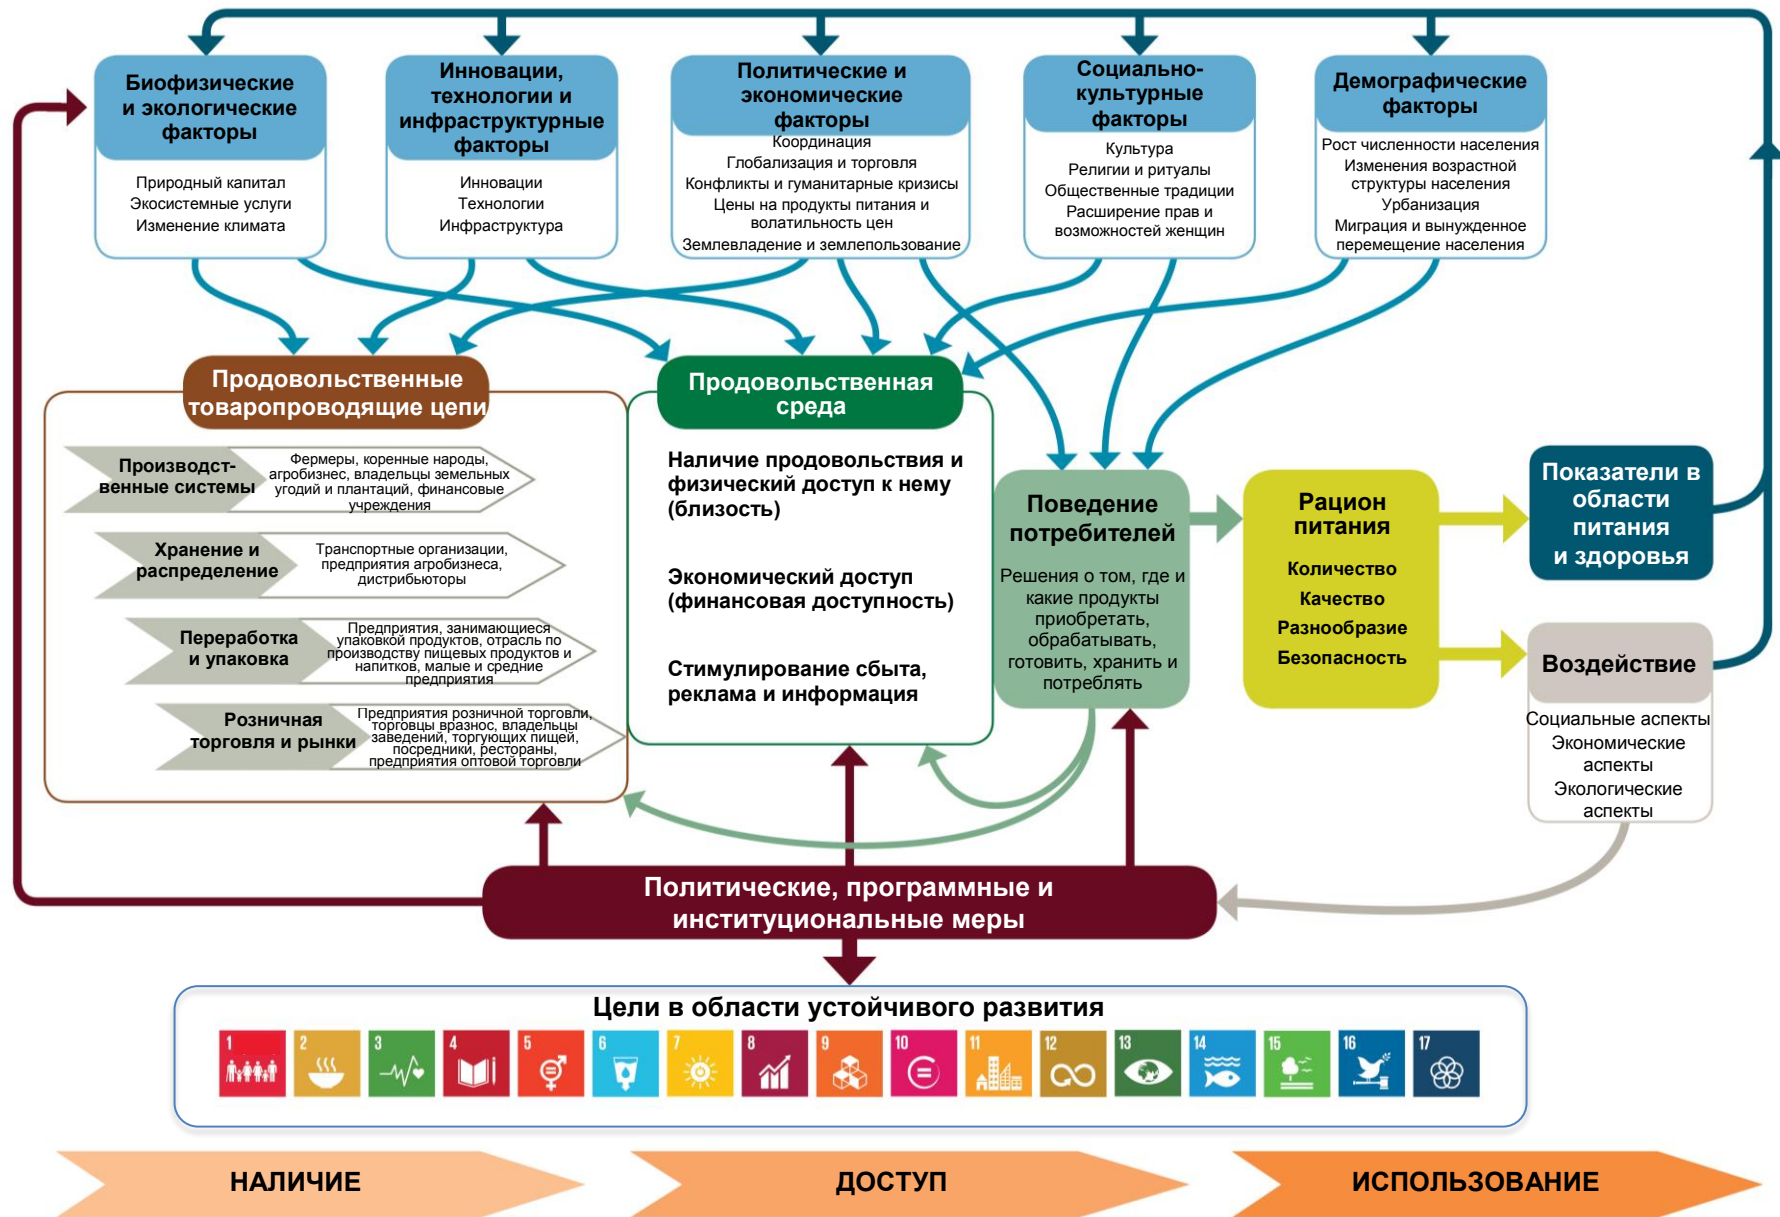 Биофизические
и экологические
факторы
Природный капитал
Экосистемные услуги
Изменение климата
Инновации,
технологии и
инфраструктурные
факторы
Инновации
Технологии
Инфраструктура
Политические и
экономические
факторы
Координация
Глобализация и торговля
Конфликты и гуманитарные кризисы
Цены на продукты питания и
волатильность цен
Землевладение и землепользование
Социально-
культурные
факторы
Культура
Религии и ритуалы
Общественные традиции
Расширение прав и
возможностей женщин
Демографические
факторы
Рост численности населения
Изменения возрастной
структуры населения
Урбанизация
Миграция и вынужденное
перемещение населения
Продовольственные
товаропроводящие цепи
Производст-
венные системы
Фермеры, коренные народы,
агробизнес, владельцы земельных
угодий и плантаций, финансовые
учреждения
Хранение и
распределение
Транспортные организации,
предприятия агробизнеса,
дистрибьюторы
Переработка
и упаковка
Предприятия, занимающиеся
упаковкой продуктов, отрасль по
производству пищевых продуктов и
напитков, малые и средние
предприятия
Розничная
торговля и рынки
Предприятия розничной торговли,
торговцы вразнос, владельцы
заведений, торгующих пищей,
посредники, рестораны,
предприятия оптовой торговли
Продовольственная
среда
Наличие продовольствия и
физический доступ к нему
(близость)
Экономический доступ
(финансовая доступность)
Стимулирование сбыта,
реклама и информация
Поведение
потребителей
Решения о том, где и
какие продукты
приобретать,
обрабатывать,
готовить, хранить и
потреблять
Рацион
питания
Количество
Качество
Разнообразие
Безопасность
Показатели в
области
питания
и здоровья
Воздействие
Социальные аспекты
Экономические
аспекты
Экологические
аспекты
Политические, программные и
институциональные меры
Цели в области устойчивого развития
1 2 3 4 5 6 7 8 9 10 11 12 13 14 15 16 17
НАЛИЧИЕ
ДОСТУП
ИСПОЛЬЗОВАНИЕ